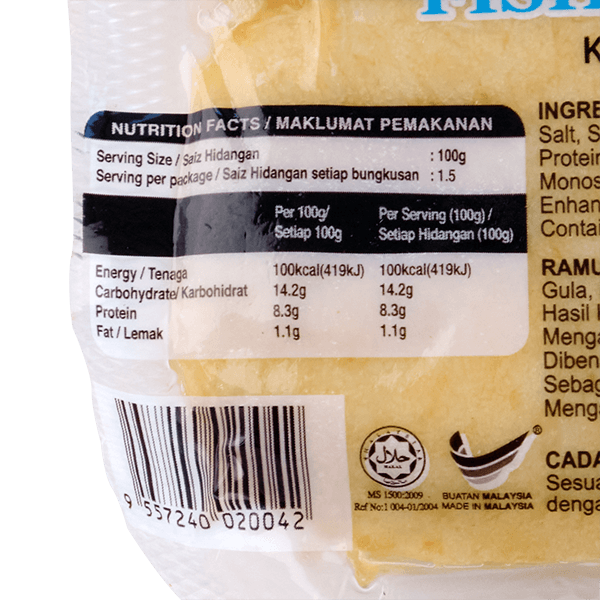 K
NUTRITION FACTS / MAKLUMAT PEMAKANAN
Serving Size / Saiz Hidangan : 100g
Serving per package / Saiz Hidangan setiap bungkusan : 1.5
Per 100g/ Per Serving (100g) /
Setiap 100g Setiap Hidangan (100g)
Energy / Tenaga 100kcal(419kJ) 100kcal(419kJ)
Carbohydrate/ Karbohidrat 14.2g 14.2g
Protein 8.3g 8.3g
Fat / Lemak 1.1g 1.1g
INGRE
Salt, S
Protein
Monos
Enhan
Contai
RAMU
Gula,
Hasil
Menga
Diben
Sebag
Menga
CADA
Sesua
denga
9 557240 020042
حلال
HALAL
MS 1500:2009
Ref No:1 004-01/2004
®
BUATAN MALAYSIA
MADE IN MALAYSIA